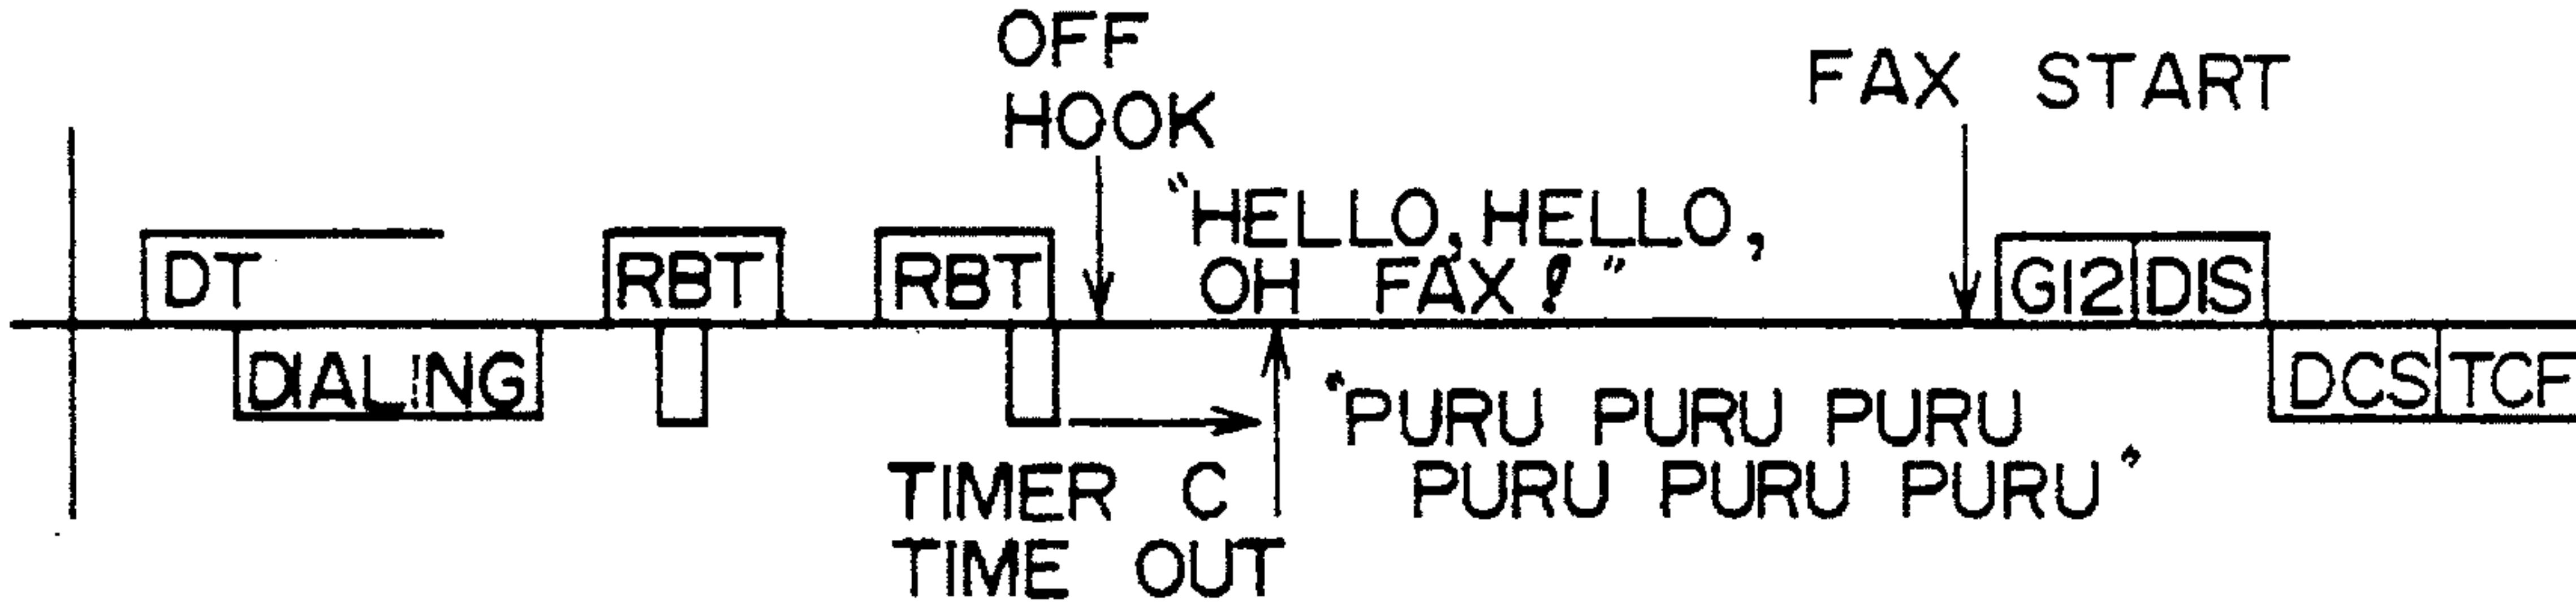 OFF
HOOK
FAX START
"HELLO, HELLO,
OH FAX! "
DT
RBT
RBT
GI2
DIS
DIALING
DCS
TCF
TIMER C
TIME OUT
"PURU PURU PURU
PURU PURU PURU"